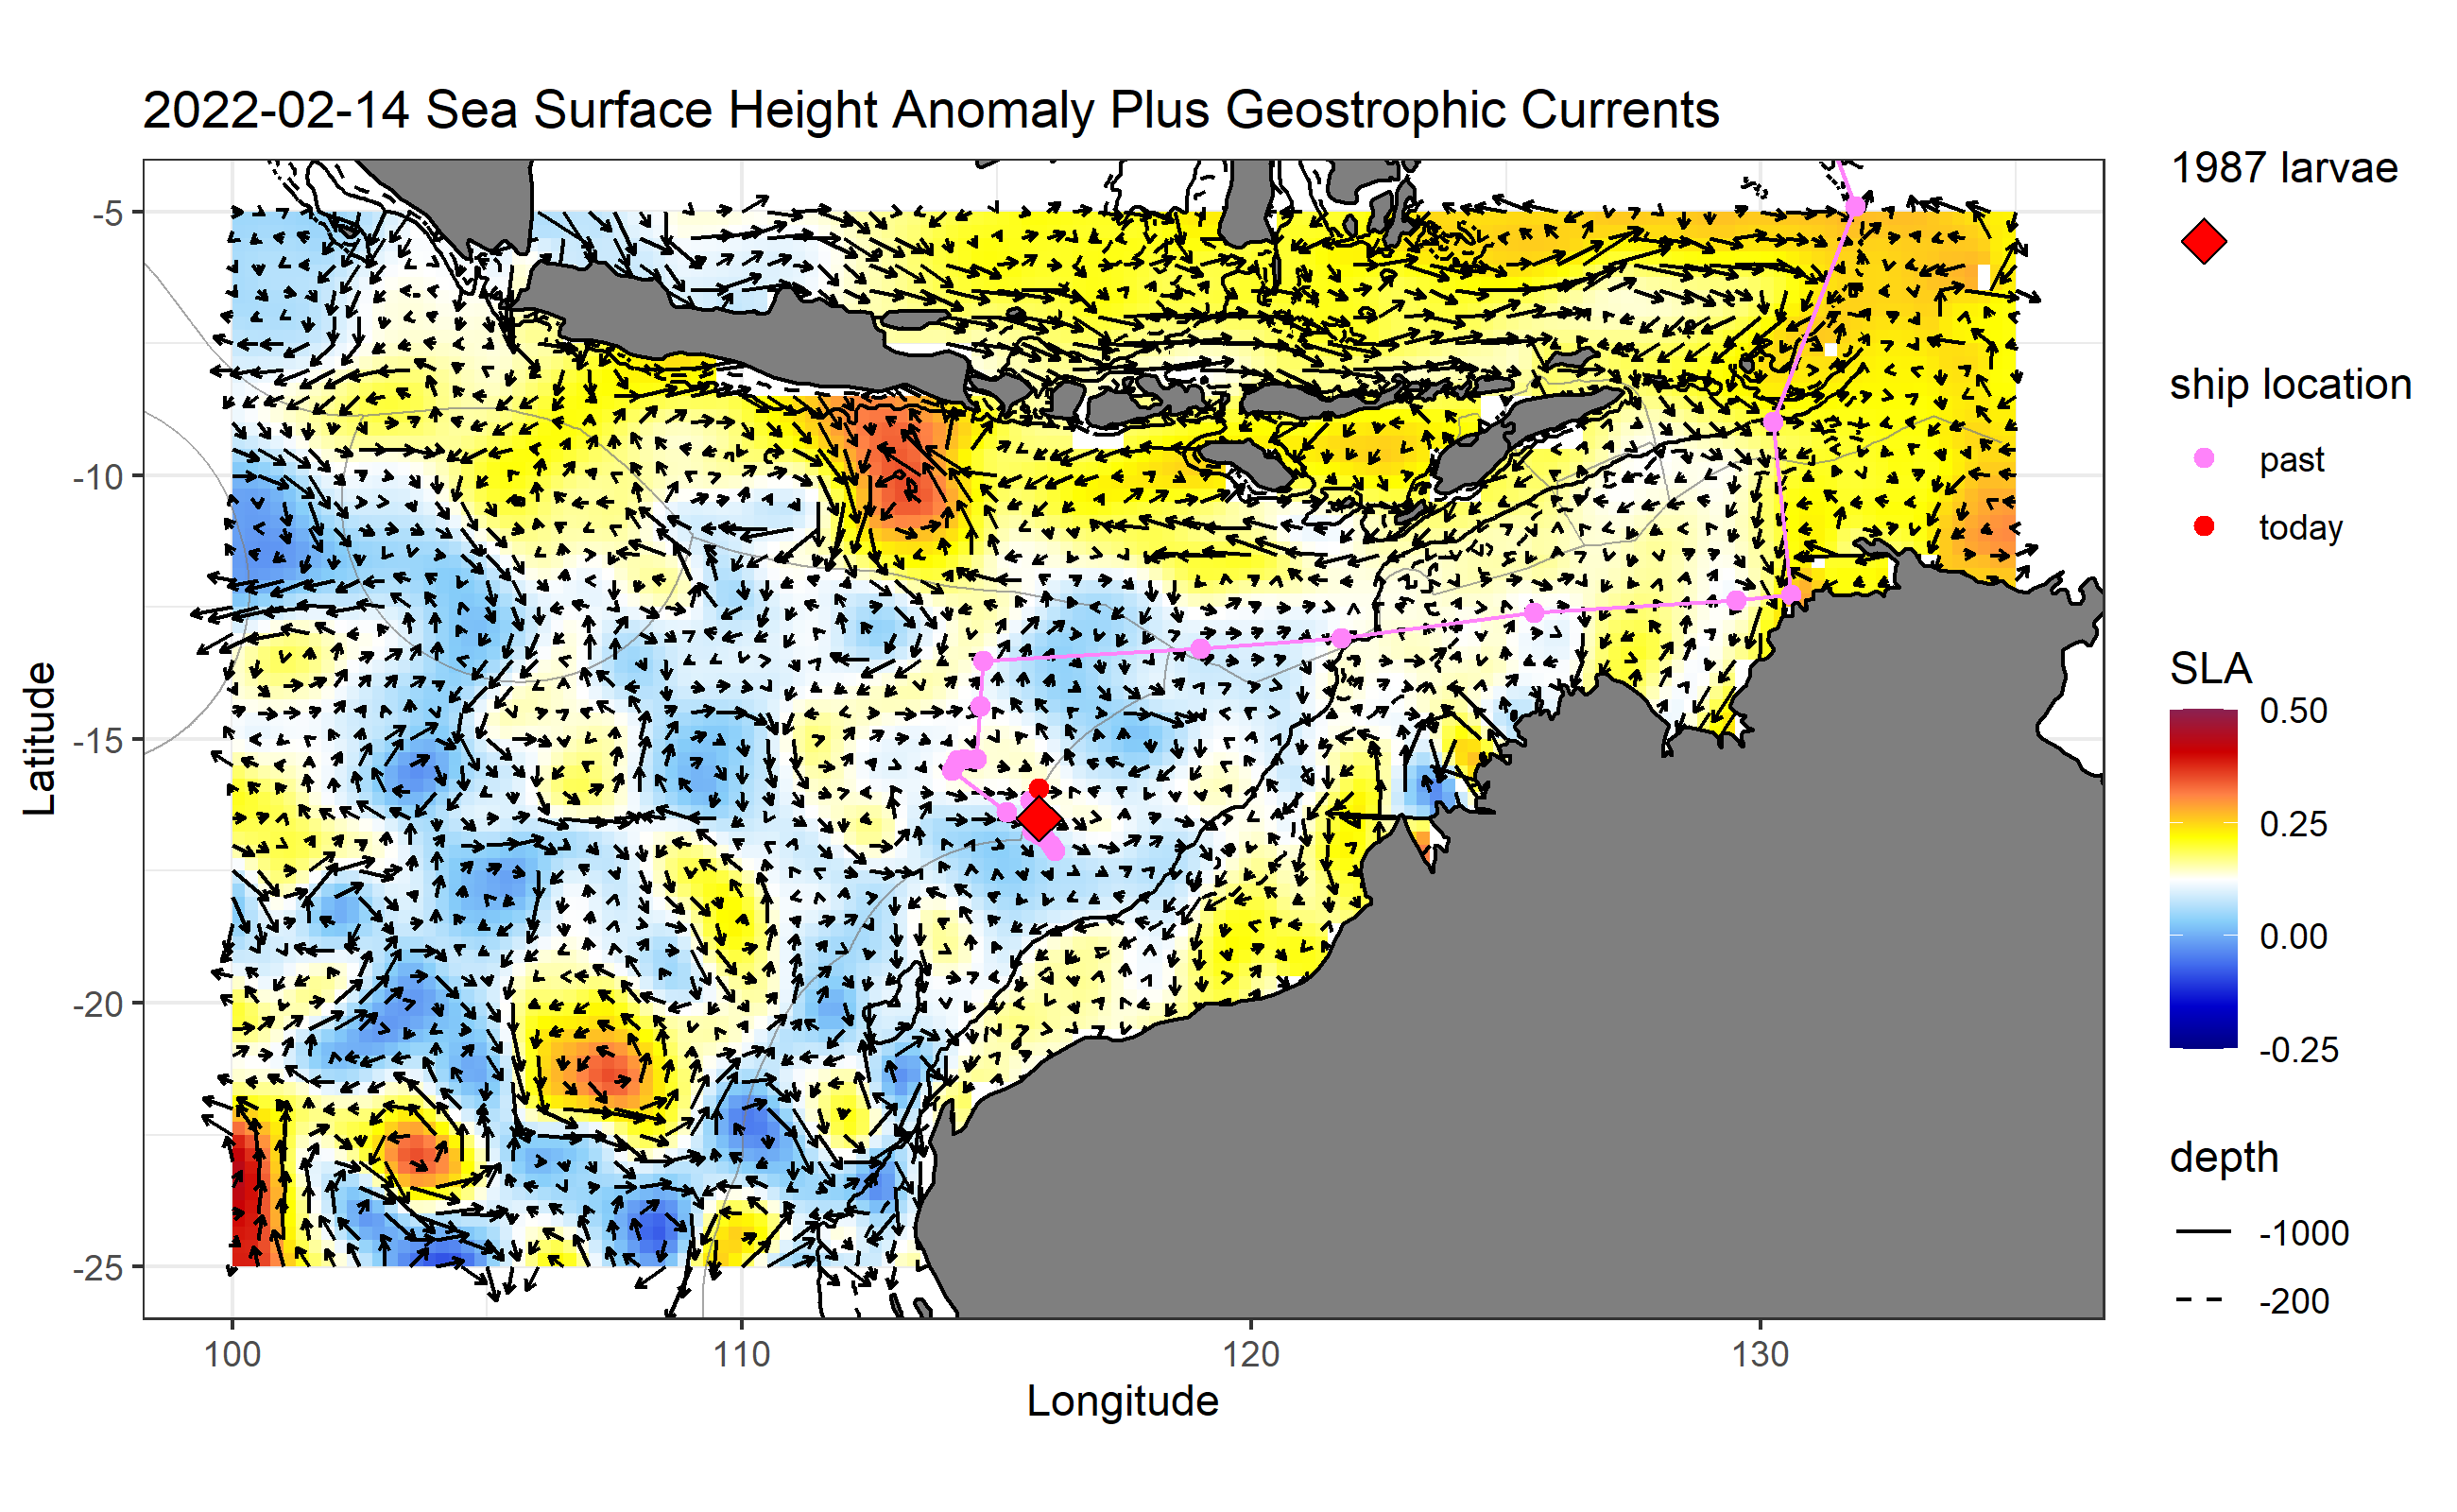 2022-02-14 Sea Surface Height Anomaly Plus Geostrophic Currents
Latitude
-5
-10
-15
-20
-25
100
110
120
130
Longitude
1987 larvae
ship location
past
today
SLA
0.50
0.25
0.00
-0.25
depth
-1000
-200